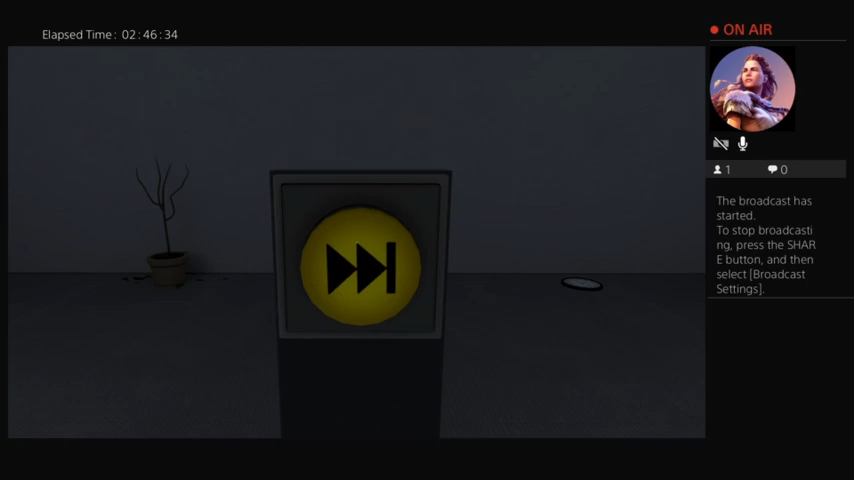 Elapsed Time: 02:46:34
ON AIR
1
0
The broadcast has
started.
To stop broadcasti
ng, press the SHAR
E button, and then
select [Broadcast
Settings].